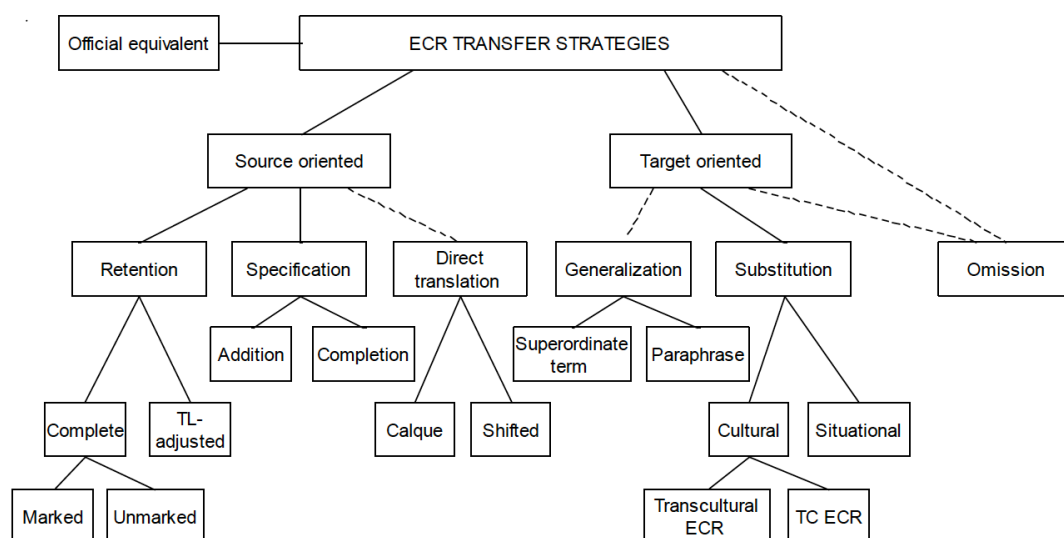 Official equivalent
ECR TRANSFER STRATEGIES
Source oriented
Target oriented
Retention
Specification
Direct
translation
Generalization
Substitution
Omission
Addition
Completion
Superordinate
term
Paraphrase
Complete
TL-
adjusted
Calque
Shifted
Cultural
Situational
Marked
Unmarked
Transcultural
ECR
TC ECR